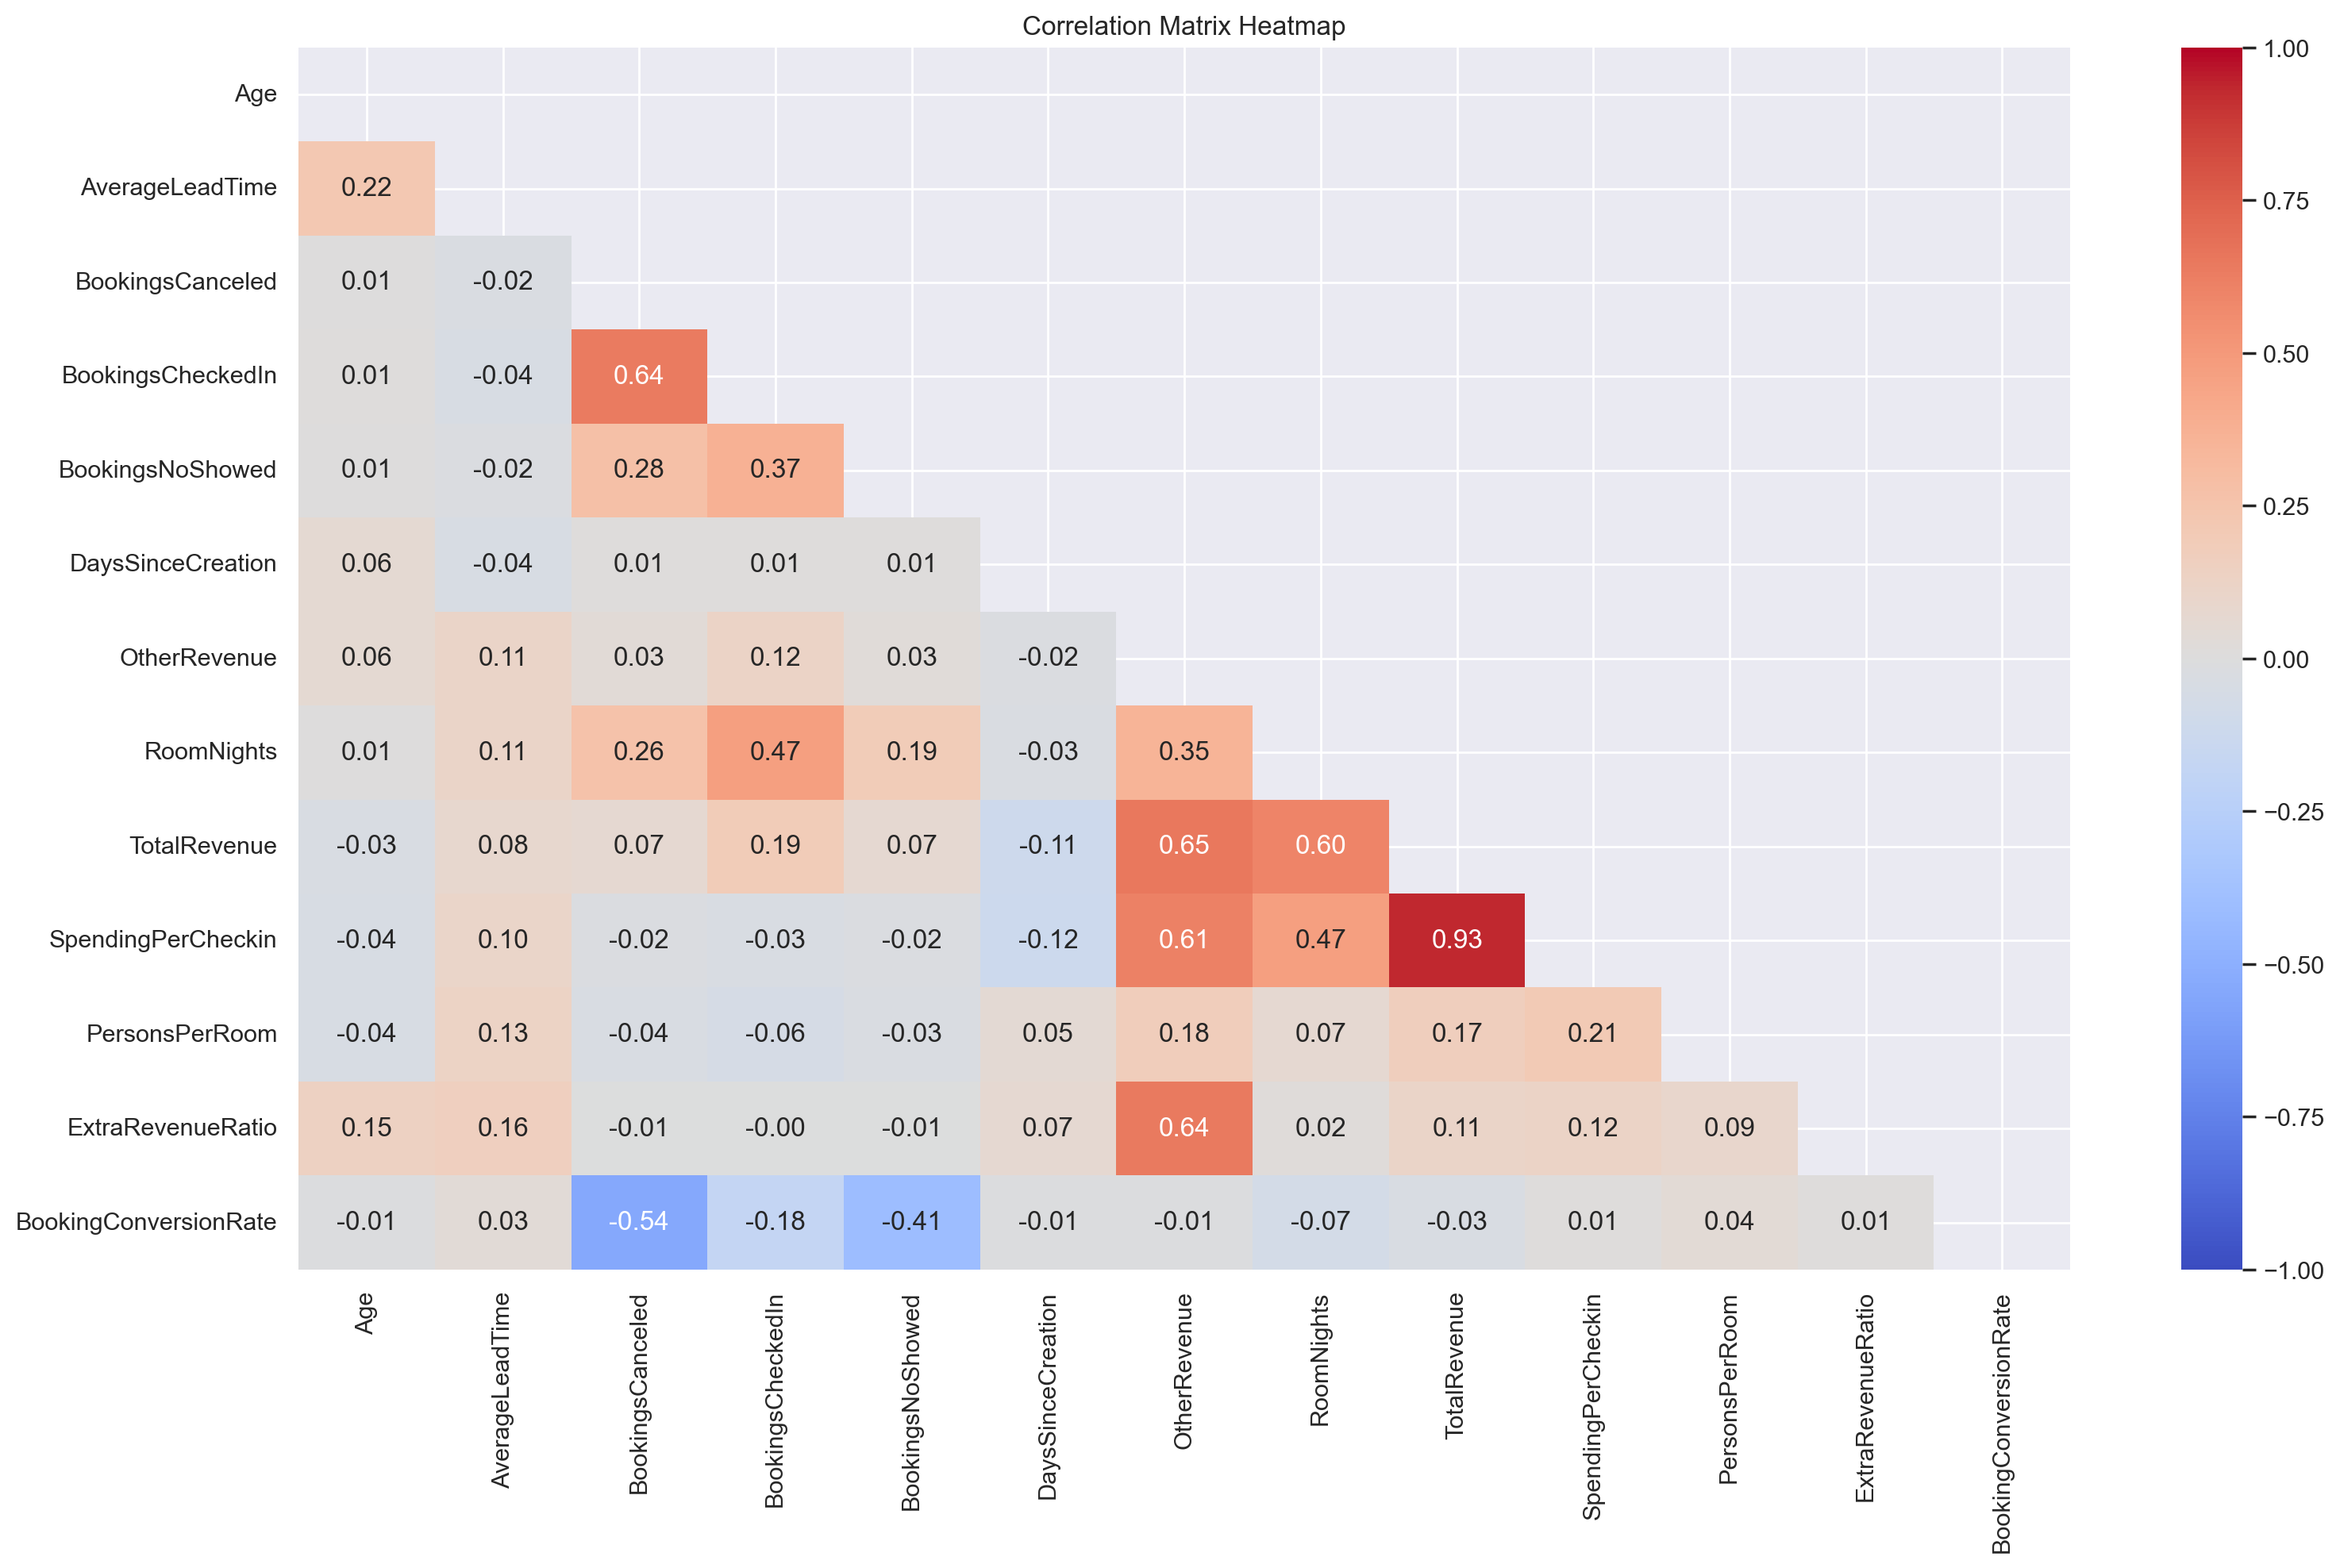 Correlation Matrix Heatmap
Age
AverageLeadTime 0.22
BookingsCanceled 0.01 -0.02
BookingsCheckedIn 0.01 -0.04 0.64
BookingsNoShowed 0.01 -0.02 0.28 0.37
DaysSinceCreation 0.06 -0.04 0.01 0.01 0.01
OtherRevenue 0.06 0.11 0.03 0.12 0.03 -0.02
RoomNights 0.01 0.11 0.26 0.47 0.19 -0.03 0.35
TotalRevenue -0.03 0.08 0.07 0.19 0.07 -0.11 0.65 0.60
SpendingPerCheckin -0.04 0.10 -0.02 -0.03 -0.02 -0.12 0.61 0.47 0.93
PersonsPerRoom -0.04 0.13 -0.04 -0.06 -0.03 0.05 0.18 0.07 0.17 0.21
ExtraRevenueRatio 0.15 0.16 -0.01 -0.00 -0.01 0.07 0.64 0.02 0.11 0.12 0.09
BookingConversionRate -0.01 0.03 -0.54 -0.18 -0.41 -0.01 -0.01 -0.07 -0.03 0.01 0.04 0.01
Age
AverageLeadTime
BookingsCanceled
BookingsCheckedIn
BookingsNoShowed
DaysSinceCreation
OtherRevenue
RoomNights
TotalRevenue
SpendingPerCheckin
PersonsPerRoom
ExtraRevenueRatio
BookingConversionRate
1.00
0.75
0.50
0.25
0.00
−0.25
−0.50
−0.75
−1.00